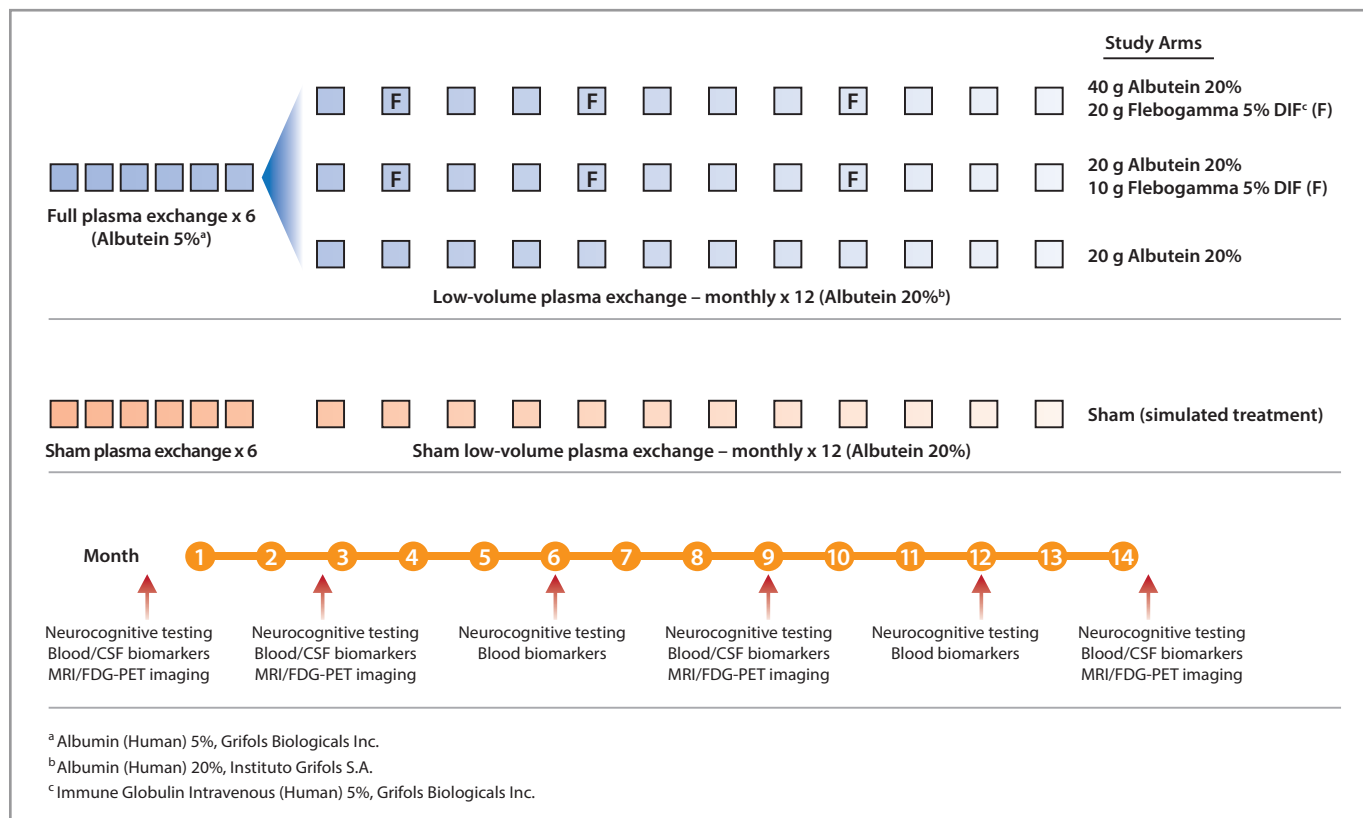 Study Arms
F F F
40 g Albutein 20%
20 g Flebogamma 5% DIFᶜ (F)
F F F
20 g Albutein 20%
10 g Flebogamma 5% DIF (F)
Full plasma exchange x 6
(Albutein 5%ᵃ)
20 g Albutein 20%
Low-volume plasma exchange – monthly x 12 (Albutein 20%ᵇ)
Sham (simulated treatment)
Sham plasma exchange x 6
Sham low-volume plasma exchange – monthly x 12 (Albutein 20%)
Month 1 2 3 4 5 6 7 8 9 10 11 12 13 14
Neurocognitive testing
Blood/CSF biomarkers
MRI/FDG-PET imaging
Neurocognitive testing
Blood/CSF biomarkers
MRI/FDG-PET imaging
Neurocognitive testing
Blood biomarkers
Neurocognitive testing
Blood/CSF biomarkers
MRI/FDG-PET imaging
Neurocognitive testing
Blood biomarkers
Neurocognitive testing
Blood/CSF biomarkers
MRI/FDG-PET imaging
ᵃ Albumin (Human) 5%, Grifols Biologicals Inc.
ᵇ Albumin (Human) 20%, Instituto Grifols S.A.
ᶜ Immune Globulin Intravenous (Human) 5%, Grifols Biologicals Inc.